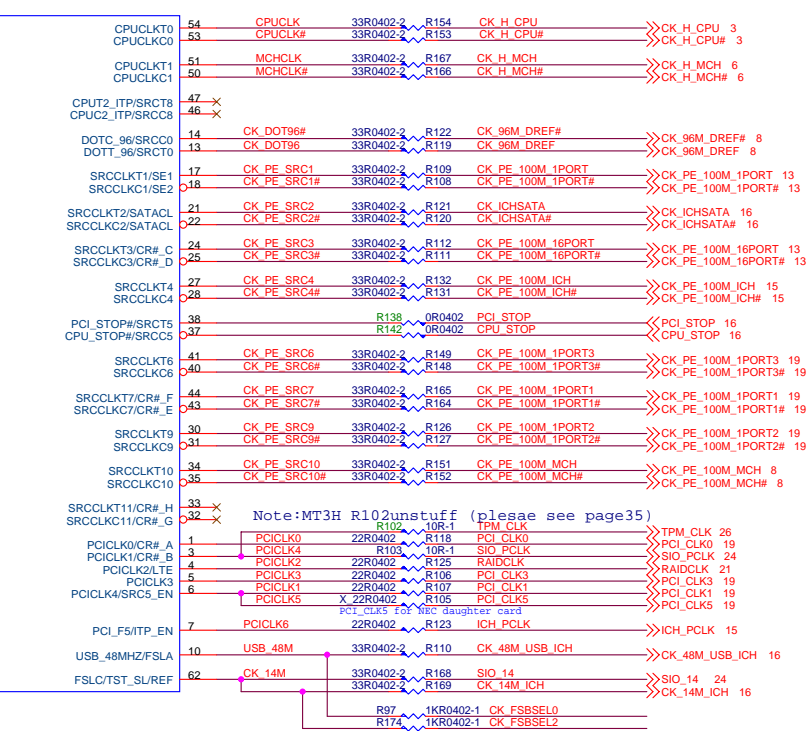 CPUCLKT0 54 CPUCLK 33R0402-2 R154 CK_H_CPU CK_H_CPU 3
CPUCLKC0 53 CPUCLK# 33R0402-2 R153 CK_H_CPU# CK_H_CPU# 3
CPUCLKT1 51 MCHCLK 33R0402-2 R167 CK_H_MCH CK_H_MCH 6
CPUCLKC1 50 MCHCLK# 33R0402-2 R166 CK_H_MCH# CK_H_MCH# 6
CPUT2_ITP/SRCT8 47
CPUC2_ITP/SRCC8 46
DOTC_96/SRCC0 14 CK_DOT96# 33R0402-2 R122 CK_96M_DREF# CK_96M_DREF# 8
DOTT_96/SRCT0 13 CK_DOT96 33R0402-2 R119 CK_96M_DREF CK_96M_DREF 8
SRCCLKT1/SE1 17 CK_PE_SRC1 33R0402-2 R109 CK_PE_100M_1PORT CK_PE_100M_1PORT 13
SRCCLKC1/SE2 18 CK_PE_SRC1# 33R0402-2 R108 CK_PE_100M_1PORT# CK_PE_100M_1PORT# 13
SRCCLKT2/SATACL 21 CK_PE_SRC2 33R0402-2 R121 CK_ICHSATA CK_ICHSATA 16
SRCCLKC2/SATACL 22 CK_PE_SRC2# 33R0402-2 R120 CK_ICHSATA# CK_ICHSATA# 16
SRCCLKT3/CR#_C 24 CK_PE_SRC3 33R0402-2 R112 CK_PE_100M_16PORT CK_PE_100M_16PORT 13
SRCCLKC3/CR#_D 25 CK_PE_SRC3# 33R0402-2 R111 CK_PE_100M_16PORT# CK_PE_100M_16PORT# 13
SRCCLKT4 27 CK_PE_SRC4 33R0402-2 R132 CK_PE_100M_ICH CK_PE_100M_ICH 15
SRCCLKC4 28 CK_PE_SRC4# 33R0402-2 R131 CK_PE_100M_ICH# CK_PE_100M_ICH# 15
PCI_STOP#/SRCT5 38 R138 0R0402 PCI_STOP PCI_STOP 16
CPU_STOP#/SRCC5 37 R142 0R0402 CPU_STOP CPU_STOP 16
SRCCLKT6 41 CK_PE_SRC6 33R0402-2 R149 CK_PE_100M_1PORT3 CK_PE_100M_1PORT3 19
SRCCLKC6 40 CK_PE_SRC6# 33R0402-2 R148 CK_PE_100M_1PORT3# CK_PE_100M_1PORT3# 19
SRCCLKT7/CR#_F 44 CK_PE_SRC7 33R0402-2 R165 CK_PE_100M_1PORT1 CK_PE_100M_1PORT1 19
SRCCLKC7/CR#_E 43 CK_PE_SRC7# 33R0402-2 R164 CK_PE_100M_1PORT1# CK_PE_100M_1PORT1# 19
SRCCLKT9 30 CK_PE_SRC9 33R0402-2 R126 CK_PE_100M_1PORT2 CK_PE_100M_1PORT2 19
SRCCLKC9 31 CK_PE_SRC9# 33R0402-2 R127 CK_PE_100M_1PORT2# CK_PE_100M_1PORT2# 19
SRCCLKT10 34 CK_PE_SRC10 33R0402-2 R151 CK_PE_100M_MCH CK_PE_100M_MCH 8
SRCCLKC10 35 CK_PE_SRC10# 33R0402-2 R152 CK_PE_100M_MCH# CK_PE_100M_MCH# 8
SRCCLKT11/CR#_H 33
SRCCLKC11/CR#_G 32
Note:MT3H R102unstuff (plesae see page35)
R102 10R-1 TPM_CLK TPM_CLK 26
PCICLK0/CR#_A 1 PCICLK0 22R0402 R118 PCI_CLK0 PCI_CLK0 19
PCICLK1/CR#_B 3 PCICLK4 R103 10R-1 SIO_PCLK SIO_PCLK 24
PCICLK2/LTE 4 PCICLK2 22R0402 R125 RAIDCLK RAIDCLK 21
PCICLK3 5 PCICLK3 22R0402 R106 PCI_CLK3 PCI_CLK3 19
PCICLK4/SRC5_EN 6 PCICLK1 22R0402 R107 PCI_CLK1 PCI_CLK1 19
PCICLK5 X_22R0402 R105 PCI_CLK5 PCI_CLK5 19
PCI_CLK5 for NEC daughter card
PCI_F5/ITP_EN 7 PCICLK6 22R0402 R123 ICH_PCLK ICH_PCLK 15
USB_48MHZ/FSLA 10 USB_48M 33R0402-2 R110 CK_48M_USB_ICH CK_48M_USB_ICH 16
FSLC/TST_SL/REF 62 CK_14M 33R0402-2 R168 SIO_14 SIO_14 24
33R0402-2 R169 CK_14M_ICH CK_14M_ICH 16
R97 1KR0402-1 CK_FSBSEL0
R174 1KR0402-1 CK_FSBSEL2